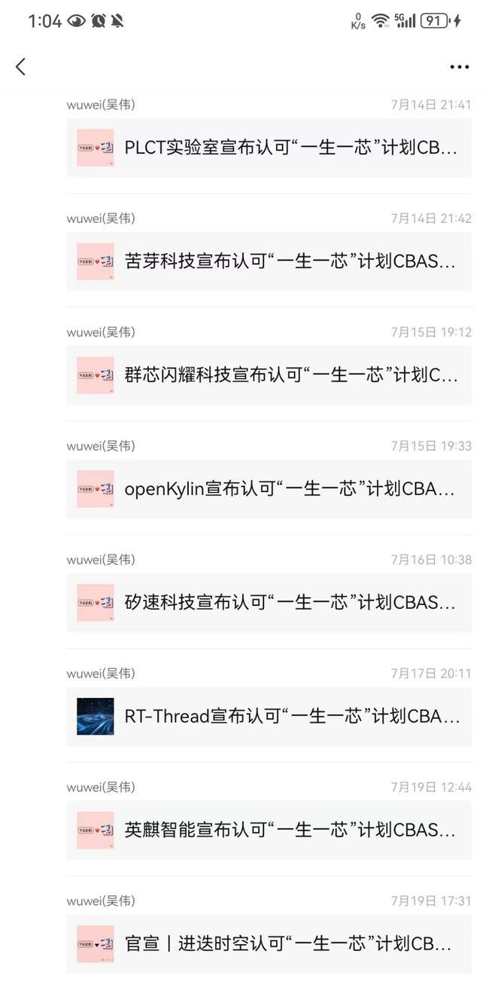 1:04
0
K/s
5G
91
wuwei(吴伟)
7月14日 21:41
PLCT实验室宣布认可“一生一芯”计划CB...
wuwei(吴伟)
7月14日 21:42
苦芽科技宣布认可“一生一芯”计划CBAS...
wuwei(吴伟)
7月15日 19:12
群芯闪耀科技宣布认可“一生一芯”计划C...
wuwei(吴伟)
7月15日 19:33
openKylin宣布认可“一生一芯”计划CBA...
wuwei(吴伟)
7月16日 10:38
矽速科技宣布认可“一生一芯”计划CBAS...
wuwei(吴伟)
7月17日 20:11
RT-Thread宣布认可“一生一芯”计划CBA...
wuwei(吴伟)
7月19日 12:44
英麒智能宣布认可“一生一芯”计划CBAS...
wuwei(吴伟)
7月19日 17:31
官宣｜进迭时空认可“一生一芯”计划CB...